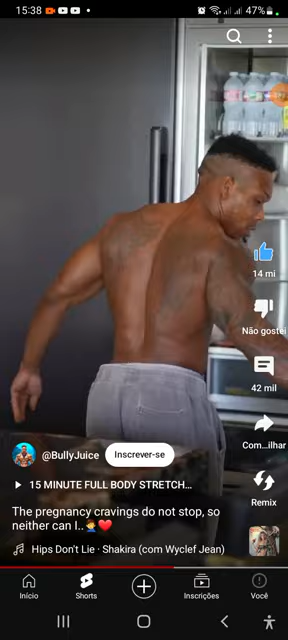 15:38
47%
14 mi
Não gostei
42 mil
Com...ilhar
@BullyJuice
Inscrever-se
15 MINUTE FULL BODY STRETCH...
Remix
The pregnancy cravings do not stop, so
neither can I..🤦‍♂️❤️
Hips Don't Lie · Shakira (com Wyclef Jean)
Início
Shorts
Inscrições
Você